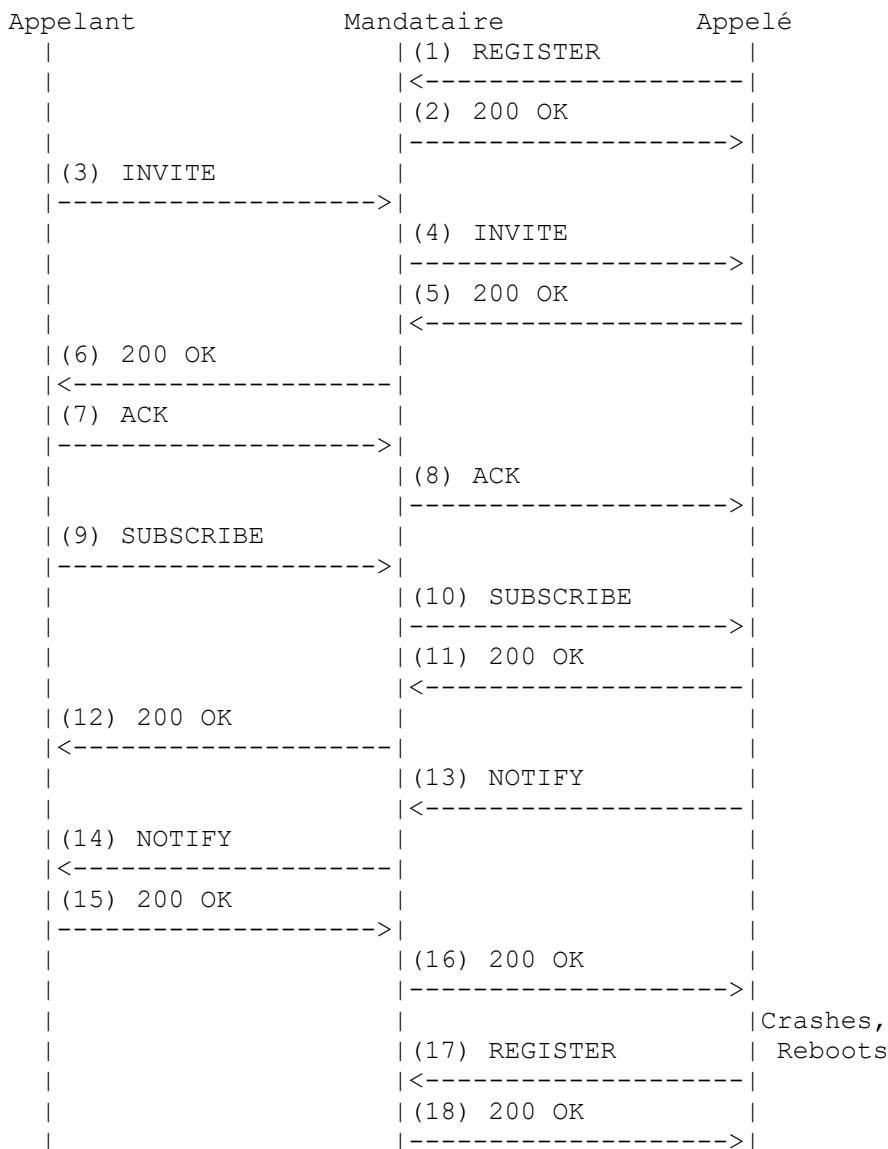 Appelant             Mandataire            Appelé
   |                     |(1) REGISTER        |
   |                     |<--------------------|
   |                     |(2) 200 OK          |
   |                     |-------------------->|
   |(3) INVITE           |                     |
   |-------------------->|                     |
   |                     |(4) INVITE          |
   |                     |-------------------->|
   |                     |(5) 200 OK          |
   |                     |<--------------------|
   |(6) 200 OK           |                     |
   |<--------------------|                     |
   |(7) ACK              |                     |
   |-------------------->|                     |
   |                     |(8) ACK             |
   |                     |-------------------->|
   |(9) SUBSCRIBE        |                     |
   |-------------------->|                     |
   |                     |(10) SUBSCRIBE      |
   |                     |-------------------->|
   |                     |(11) 200 OK         |
   |                     |<--------------------|
   |(12) 200 OK          |                     |
   |<--------------------|                     |
   |                     |(13) NOTIFY         |
   |                     |<--------------------|
   |(14) NOTIFY          |                     |
   |<--------------------|                     |
   |(15) 200 OK          |                     |
   |-------------------->|                     |
   |                     |(16) 200 OK         |
   |                     |-------------------->|
   |                     |                     |Crashes,
   |                     |(17) REGISTER       | Reboots
   |                     |<--------------------|
   |                     |(18) 200 OK         |
   |                     |-------------------->|